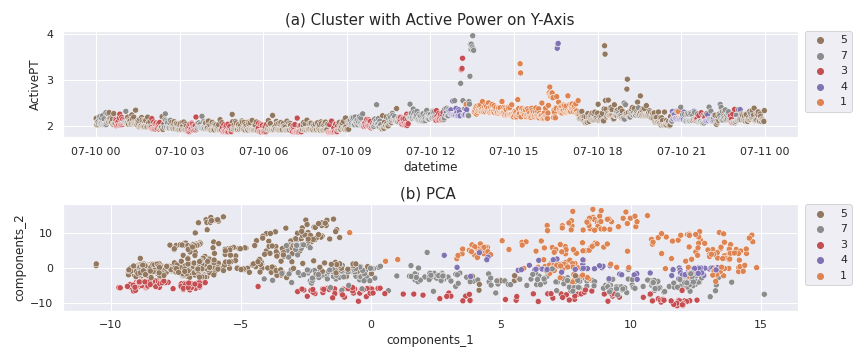 (a) Cluster with Active Power on Y-Axis
4
3
2
ActivePT
07-10 00 07-10 03 07-10 06 07-10 09 07-10 12 07-10 15 07-10 18 07-10 21 07-11 00
datetime
5
7
3
4
1
(b) PCA
10
0
−10
components_2
−10 −5 0 5 10 15
components_1
5
7
3
4
1